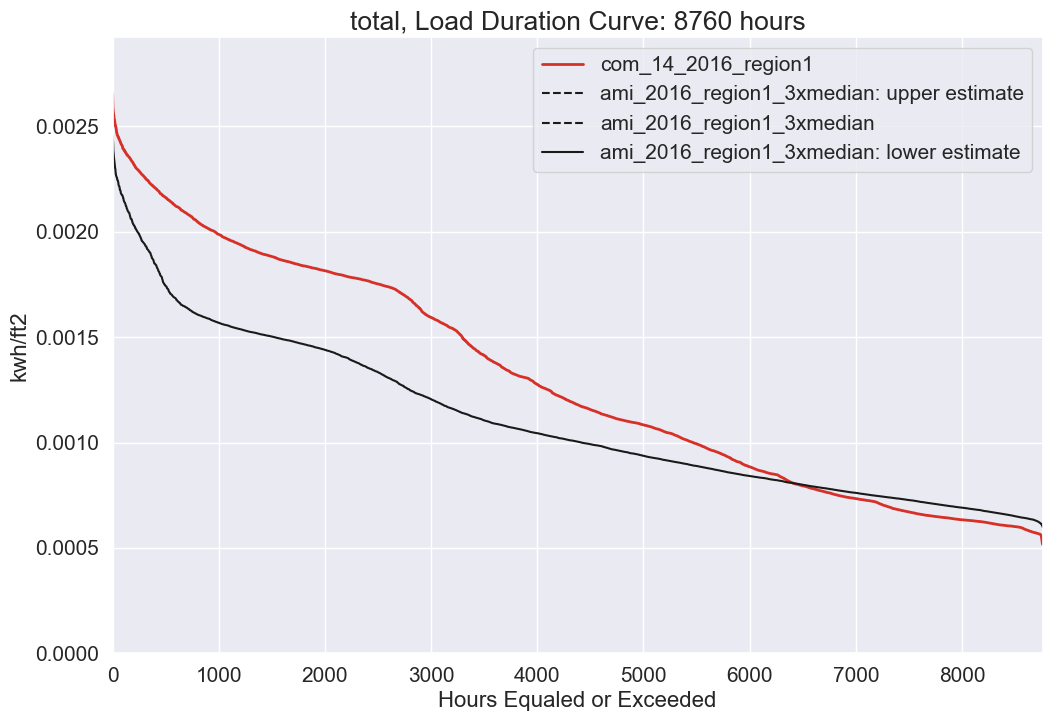 total, Load Duration Curve: 8760 hours
com_14_2016_region1
ami_2016_region1_3xmedian: upper estimate
ami_2016_region1_3xmedian
ami_2016_region1_3xmedian: lower estimate
kwh/ft2
0.0025
0.0020
0.0015
0.0010
0.0005
0.0000
0 1000 2000 3000 4000 5000 6000 7000 8000
Hours Equaled or Exceeded